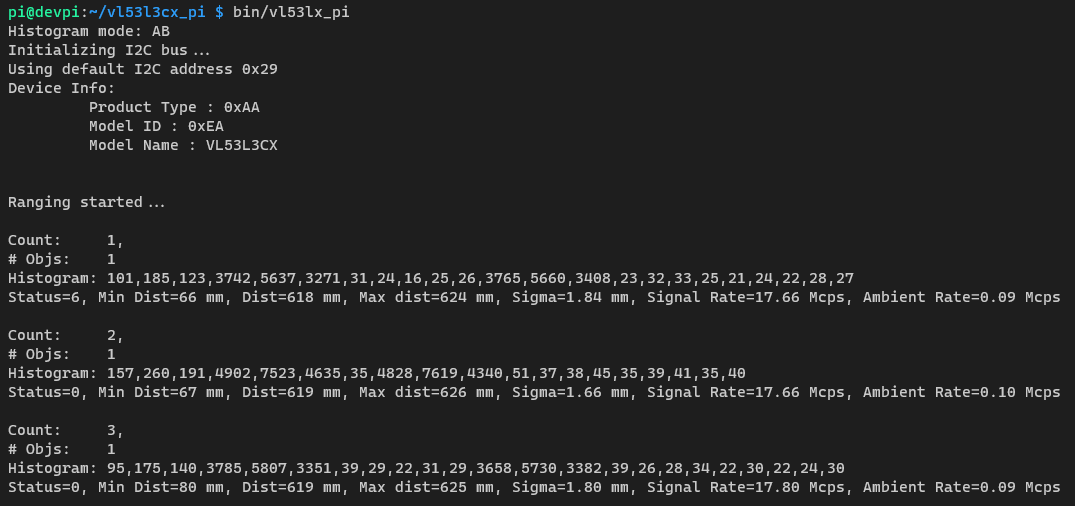 pi@devpi:~/vl53l3cx_pi $ bin/vl53lx_pi
Histogram mode: AB
Initializing I2C bus...
Using default I2C address 0x29
Device Info:
Product Type : 0xAA
Model ID : 0xEA
Model Name : VL53L3CX
Ranging started...
Count:     1,
# Objs:    1
Histogram: 101,185,123,3742,5637,3271,31,24,16,25,26,3765,5660,3408,23,32,33,25,21,24,22,28,27
Status=6, Min Dist=66 mm, Dist=618 mm, Max dist=624 mm, Sigma=1.84 mm, Signal Rate=17.66 Mcps, Ambient Rate=0.09 Mcps
Count:     2,
# Objs:    1
Histogram: 157,260,191,4902,7523,4635,35,4828,7619,4340,51,37,38,45,35,39,41,35,40
Status=0, Min Dist=67 mm, Dist=619 mm, Max dist=626 mm, Sigma=1.66 mm, Signal Rate=17.66 Mcps, Ambient Rate=0.10 Mcps
Count:     3,
# Objs:    1
Histogram: 95,175,140,3785,5807,3351,39,29,22,31,29,3658,5730,3382,39,26,28,34,22,30,22,24,30
Status=0, Min Dist=80 mm, Dist=619 mm, Max dist=625 mm, Sigma=1.80 mm, Signal Rate=17.80 Mcps, Ambient Rate=0.09 Mcps